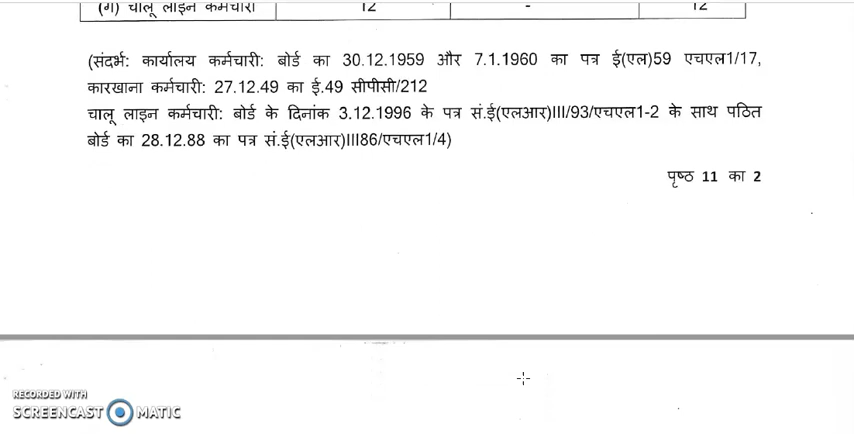 (ग) चालू लाइन कर्मचारी 12 - 12
(संदर्भ: कार्यालय कर्मचारी: बोर्ड का 30.12.1959 और 7.1.1960 का पत्र ई(एल)59 एचएल1/17,
कारखाना कर्मचारी: 27.12.49 का ई.49 सीपीसी/212
चालू लाइन कर्मचारी: बोर्ड के दिनांक 3.12.1996 के पत्र सं.ई(एलआर)III/93/एचएल1-2 के साथ पठित
बोर्ड का 28.12.88 का पत्र सं.ई(एलआर)III86/एचएल1/4)
पृष्ठ 11 का 2
RECORDED WITH
SCREENCAST O MATIC